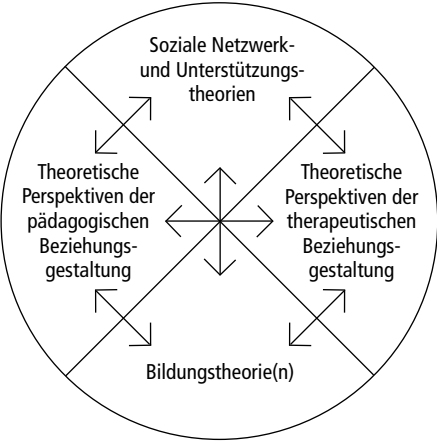 Soziale Netzwerk-
und Unterstützungs-
theorien
Theoretische
Perspektiven der
pädagogischen
Beziehungs-
gestaltung
Theoretische
Perspektiven der
therapeutischen
Beziehungs-
gestaltung
Bildungstheorie(n)